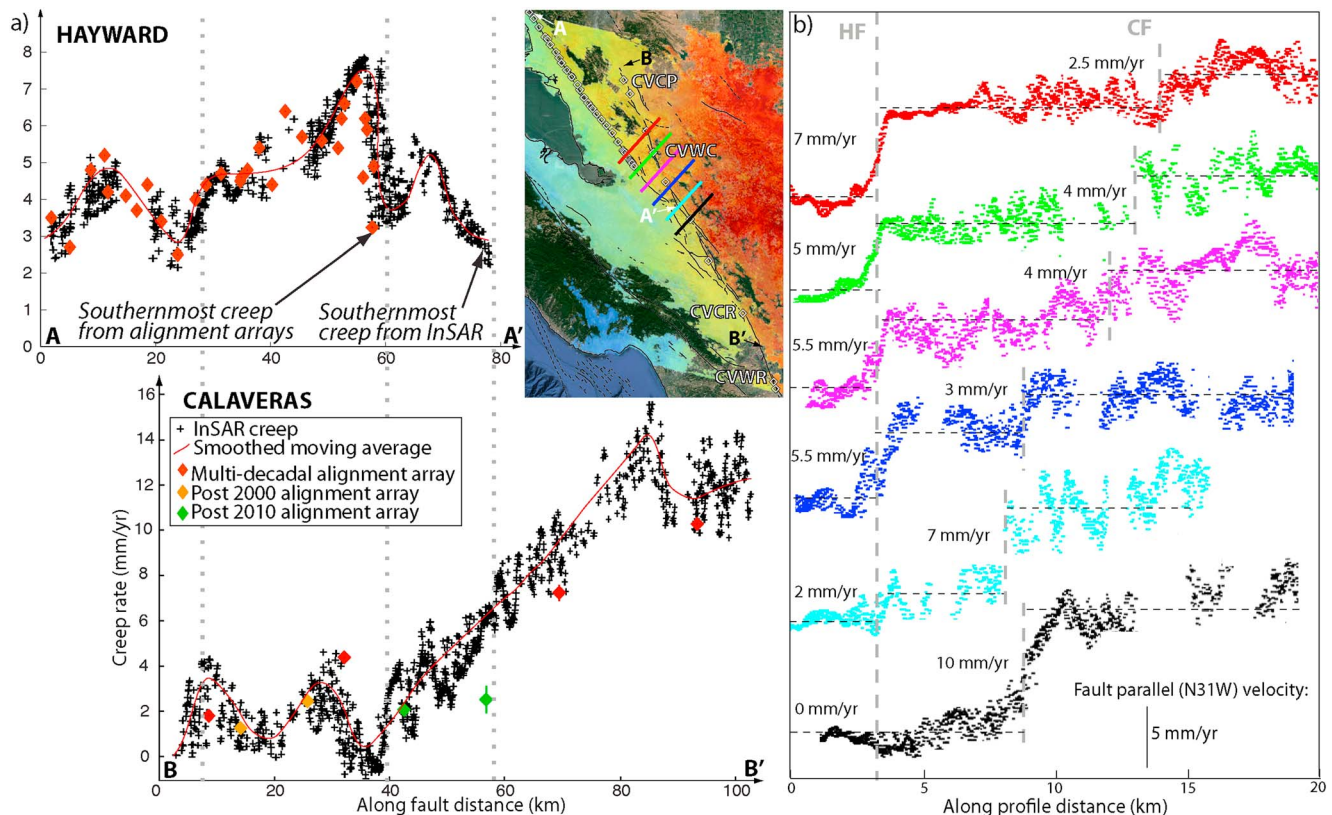 a)
HAYWARD
8
7
6
5
4
3
2
1
0
0
20
40
60
80
Southernmost creep
from alignment arrays
Southernmost
creep from InSAR
A
A'
A
B
CVCP
CVWC
A'
CVCR
B'
CVWR
CALAVERAS
InSAR creep
Smoothed moving average
Multi-decadal alignment array
Post 2000 alignment array
Post 2010 alignment array
Creep rate (mm/yr)
16
14
12
10
8
6
4
2
0
B
B'
0
20
40
60
80
100
Along fault distance (km)
b)
HF
CF
2.5 mm/yr
7 mm/yr
4 mm/yr
5 mm/yr
4 mm/yr
5.5 mm/yr
3 mm/yr
5.5 mm/yr
7 mm/yr
2 mm/yr
10 mm/yr
0 mm/yr
Fault parallel (N31W) velocity:
5 mm/yr
0
5
10
15
20
Along profile distance (km)